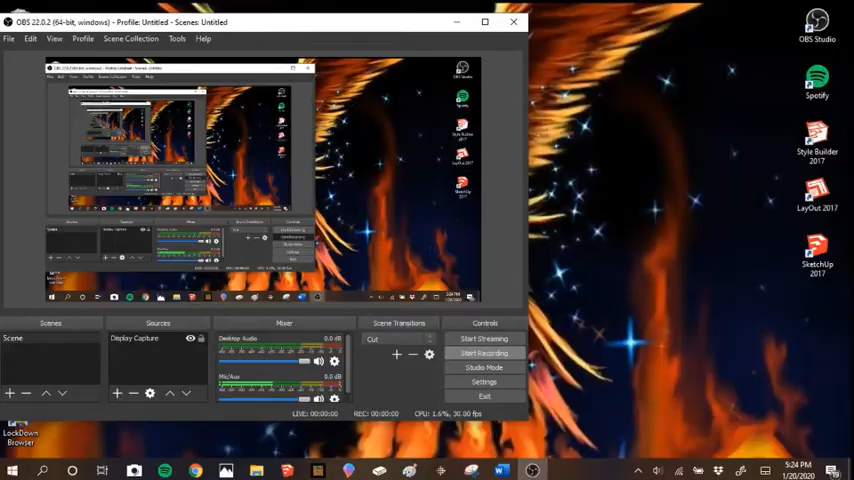 OBS 22.0.2 (64-bit, windows) - Profile: Untitled - Scenes: Untitled
File Edit View Profile Scene Collection Tools Help
OBS Studio
Spotify
Style Builder
2017
LayOut 2017
SketchUp
2017
Scenes Sources Mixer Scene Transitions Controls
Scene
Display Capture
Desktop Audio 0.0 dB
Mic/Aux 0.0 dB
Cut
Start Streaming
Start Recording
Studio Mode
Settings
Exit
LIVE: 00:00:00 REC: 00:00:00 CPU: 1.6%, 30.00 fps
LockDown
Browser
5:24 PM
1/20/2020